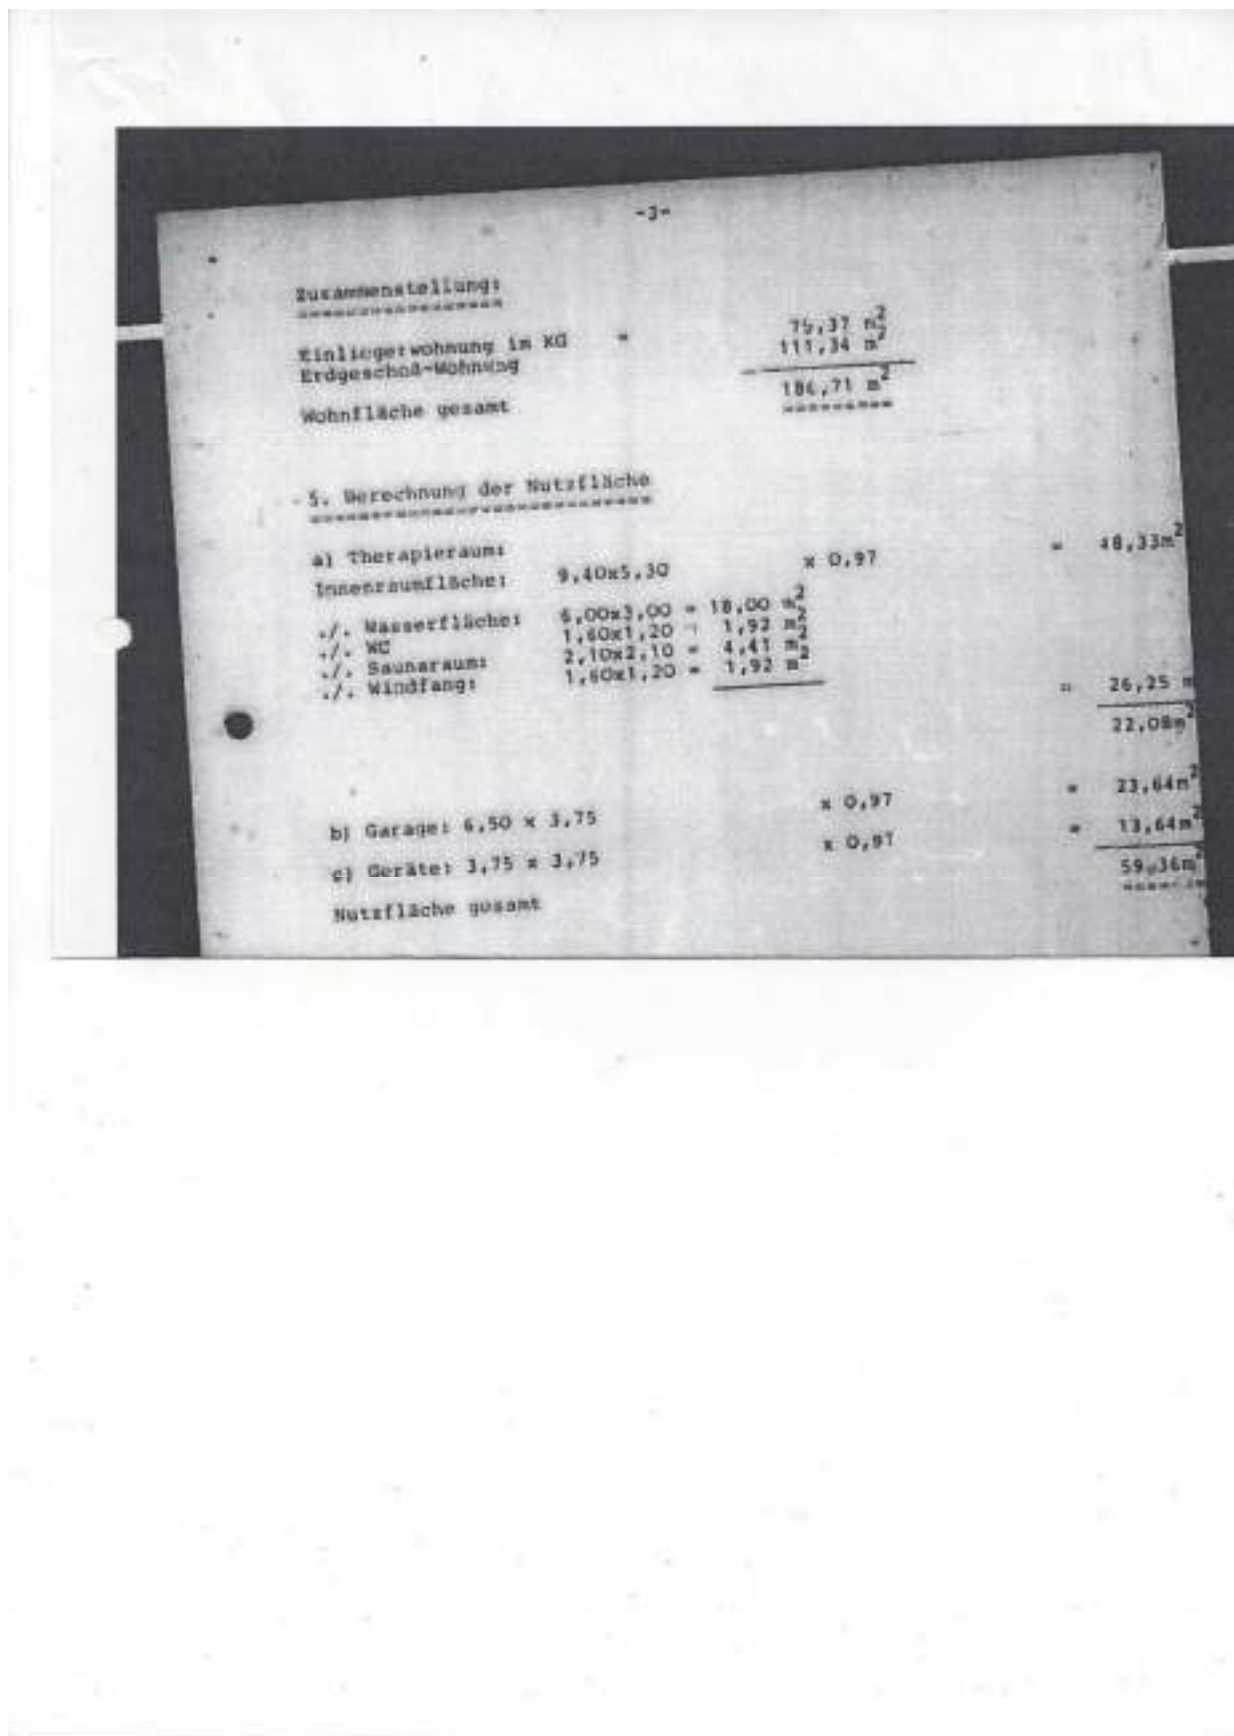 -3-
Zusammenstellung:
Einliegerwohnung im KG =
Erdgeschoß-Wohnung 111,34 m²
Wohnfläche gesamt 184,71 m²
5. Berechnung der Nutzfläche
a) Therapieraum:
Innenraumfläche: 9,40x5,30 x 0,97 = 48,33m²
./. Wasserfläche: 6,00x3,00 = 18,00 m²
./. WC 1,60x1,20 = 1,92 m²
./. Saunaraum: 2,10x2,10 = 4,41 m²
./. Windfang: 1,60x1,20 = 1,92 m²
= 26,25 m
22,08m²
b) Garage: 6,50 x 3,75 x 0,97 = 23,64m²
c) Geräte: 3,75 x 3,75 x 0,97 = 13,64m²
Nutzfläche gesamt 59,36m²